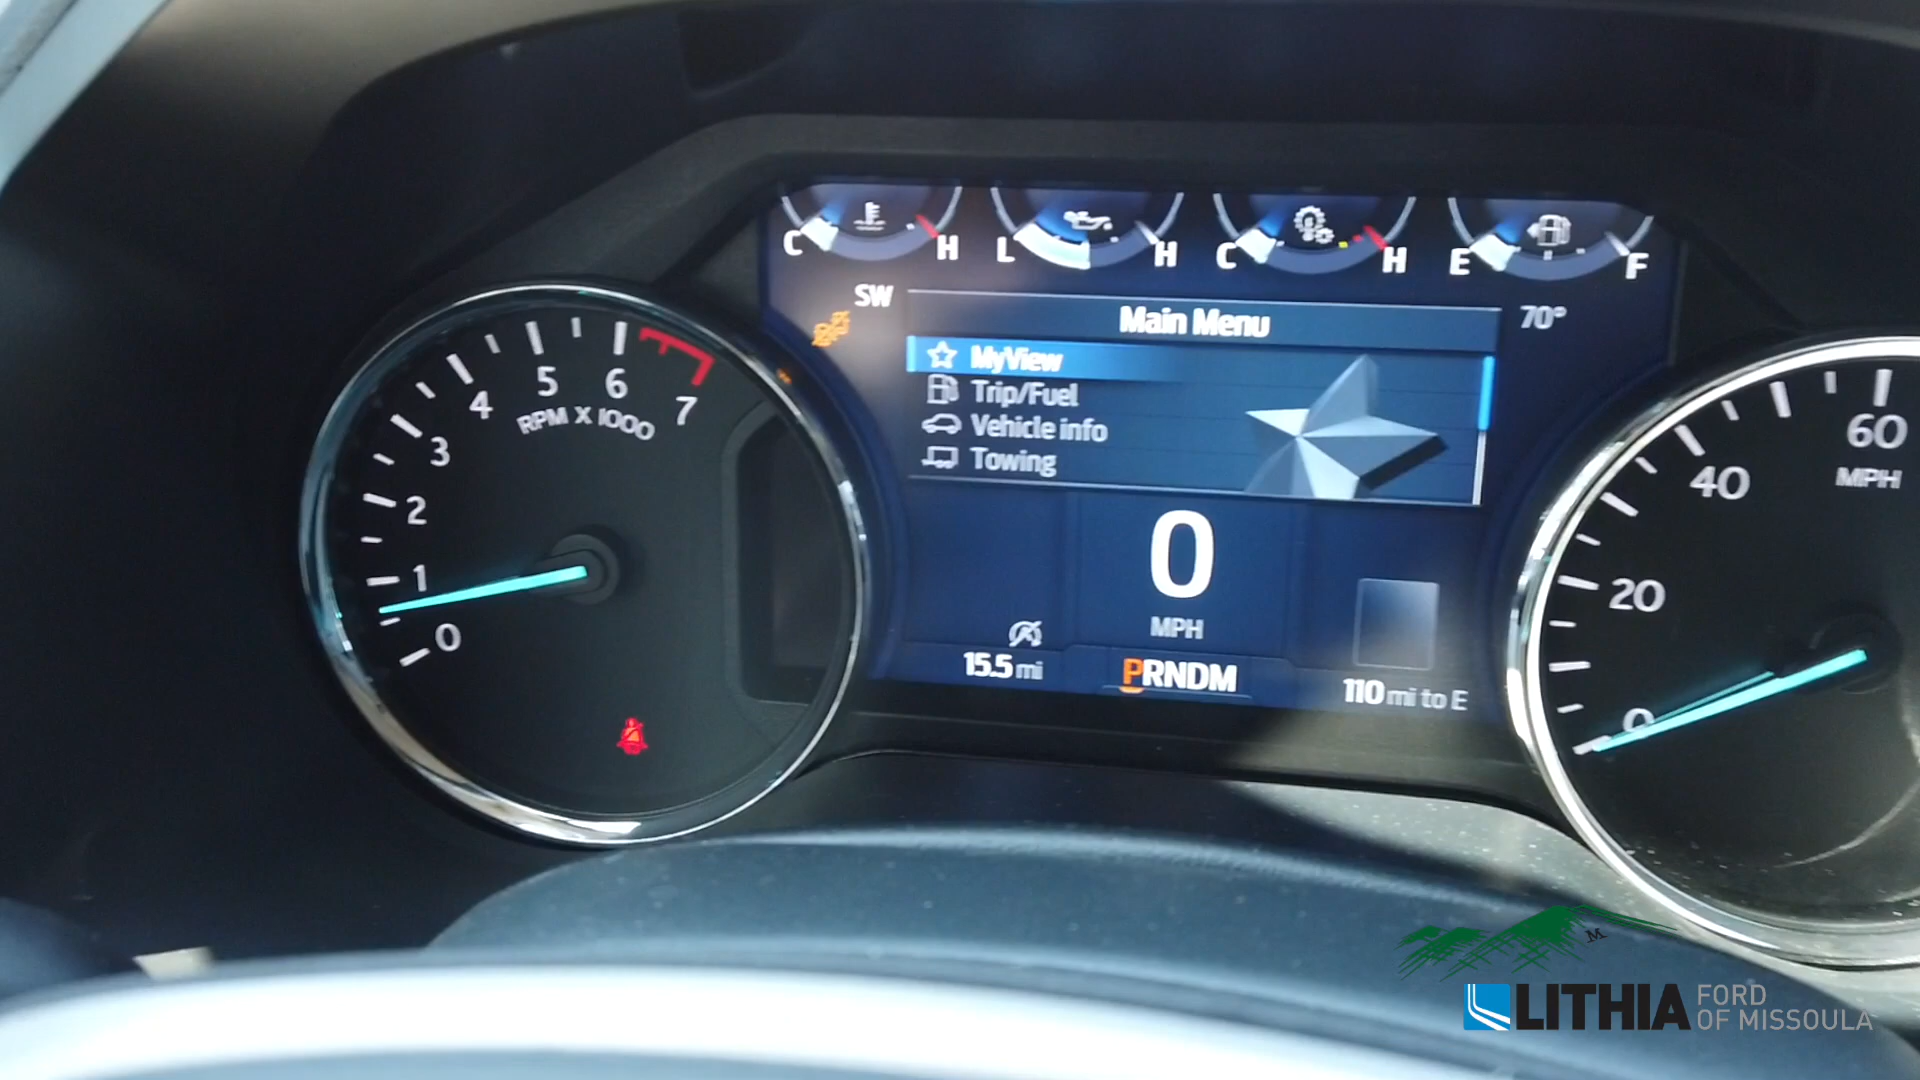 C H L H C H E F
SW
70°
Main Menu
MyView
Trip/Fuel
Vehicle info
Towing
0
MPH
15.5 mi
PRNDM
110 mi to E
0 1 2 3 4 5 6 7
RPM X 1000
0 20 40 60
MPH
M
LITHIA FORD
OF MISSOULA